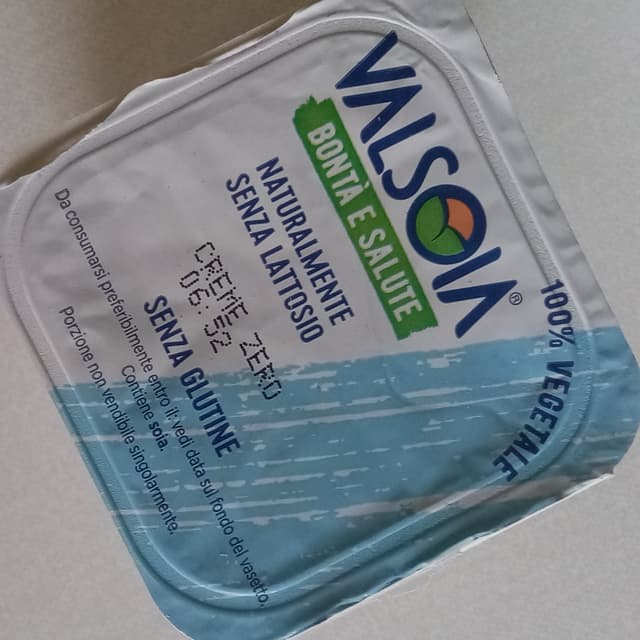 VALSOIA®
BONTÀ E SALUTE
100% VEGETALE
NATURALMENTE
SENZA LATTOSIO
CREME ZERO
06:52
SENZA GLUTINE
Da consumarsi preferibilmente entro il: vedi data sul fondo del vasetto.
Contiene soia.
Porzione non vendibile singolarmente.